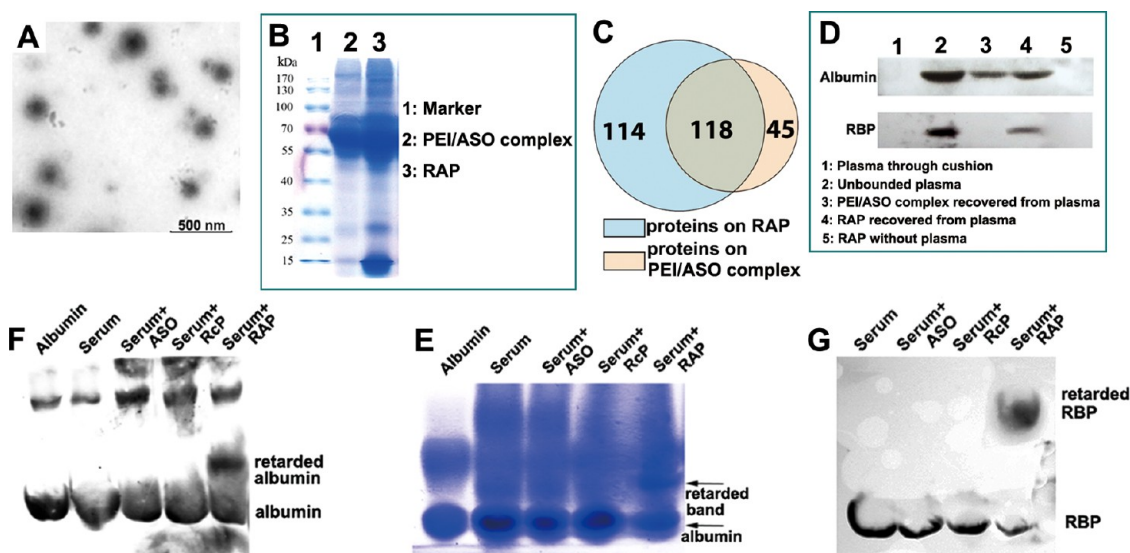 A
500 nm
B
1 2 3
kDa
170
130
100
70
55
40
35
25
15
1: Marker
2: PEI/ASO complex
3: RAP
C
114
118
45
proteins on RAP
proteins on
PEI/ASO complex
D
1 2 3 4 5
Albumin
RBP
1: Plasma through cushion
2: Unbounded plasma
3: PEI/ASO complex recovered from plasma
4: RAP recovered from plasma
5: RAP without plasma
F
Albumin
Serum
Serum+
ASO
Serum+
RcP
Serum+
RAP
retarded
albumin
albumin
E
Albumin
Serum
Serum+
ASO
Serum+
RcP
Serum+
RAP
retarded
band
albumin
G
Serum
Serum+
ASO
Serum+
RcP
Serum+
RAP
retarded
RBP
RBP